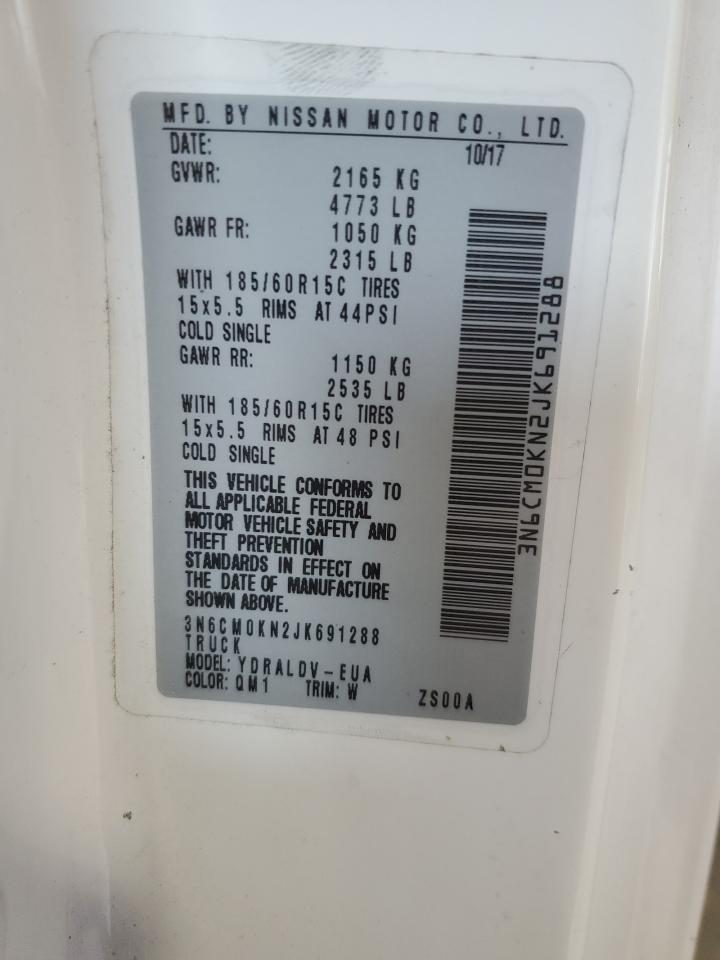 MFD. BY NISSAN MOTOR CO., LTD.
DATE: 10/17
GVWR: 2165 KG
4773 LB
GAWR FR: 1050 KG
2315 LB
WITH 185/60R15C TIRES
15x5.5 RIMS AT 44PSI
COLD SINGLE
GAWR RR: 1150 KG
2535 LB
WITH 185/60R15C TIRES
15x5.5 RIMS AT 48 PSI
COLD SINGLE
THIS VEHICLE CONFORMS TO
ALL APPLICABLE FEDERAL
MOTOR VEHICLE SAFETY AND
THEFT PREVENTION
STANDARDS IN EFFECT ON
THE DATE OF MANUFACTURE
SHOWN ABOVE.
3N6CM0KN2JK691288
TRUCK
MODEL: YDRALDV-EUA
COLOR: QM1 TRIM: W ZS00A
3N6CM0KN2JK691288